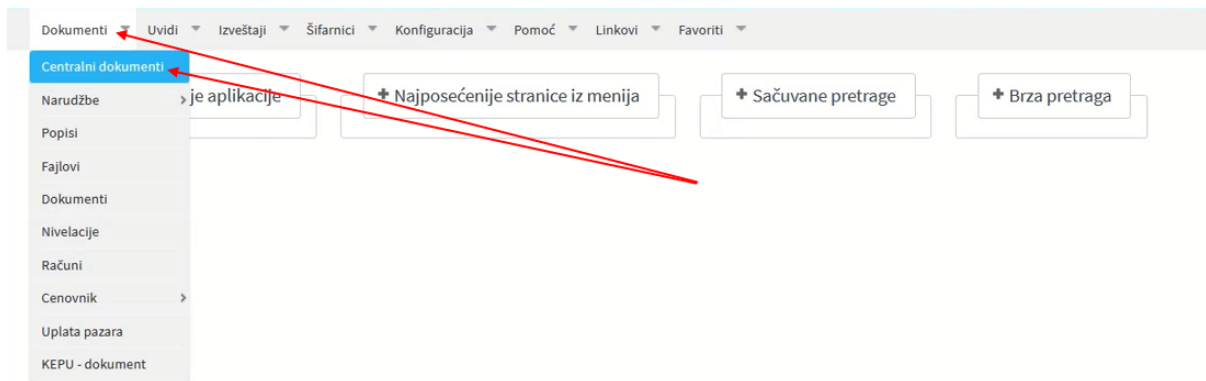 Dokumenti Uvidi Izveštaji Šifarnici Konfiguracija Pomoć Linkovi Favoriti
Centralni dokumenti
Narudžbe je aplikacije + Najposećenije stranice iz menija + Sačuvane pretrage + Brza pretraga
Popisi
Fajlovi
Dokumenti
Nivelacije
Računi
Cenovnik
Uplata pazara
KEPU - dokument